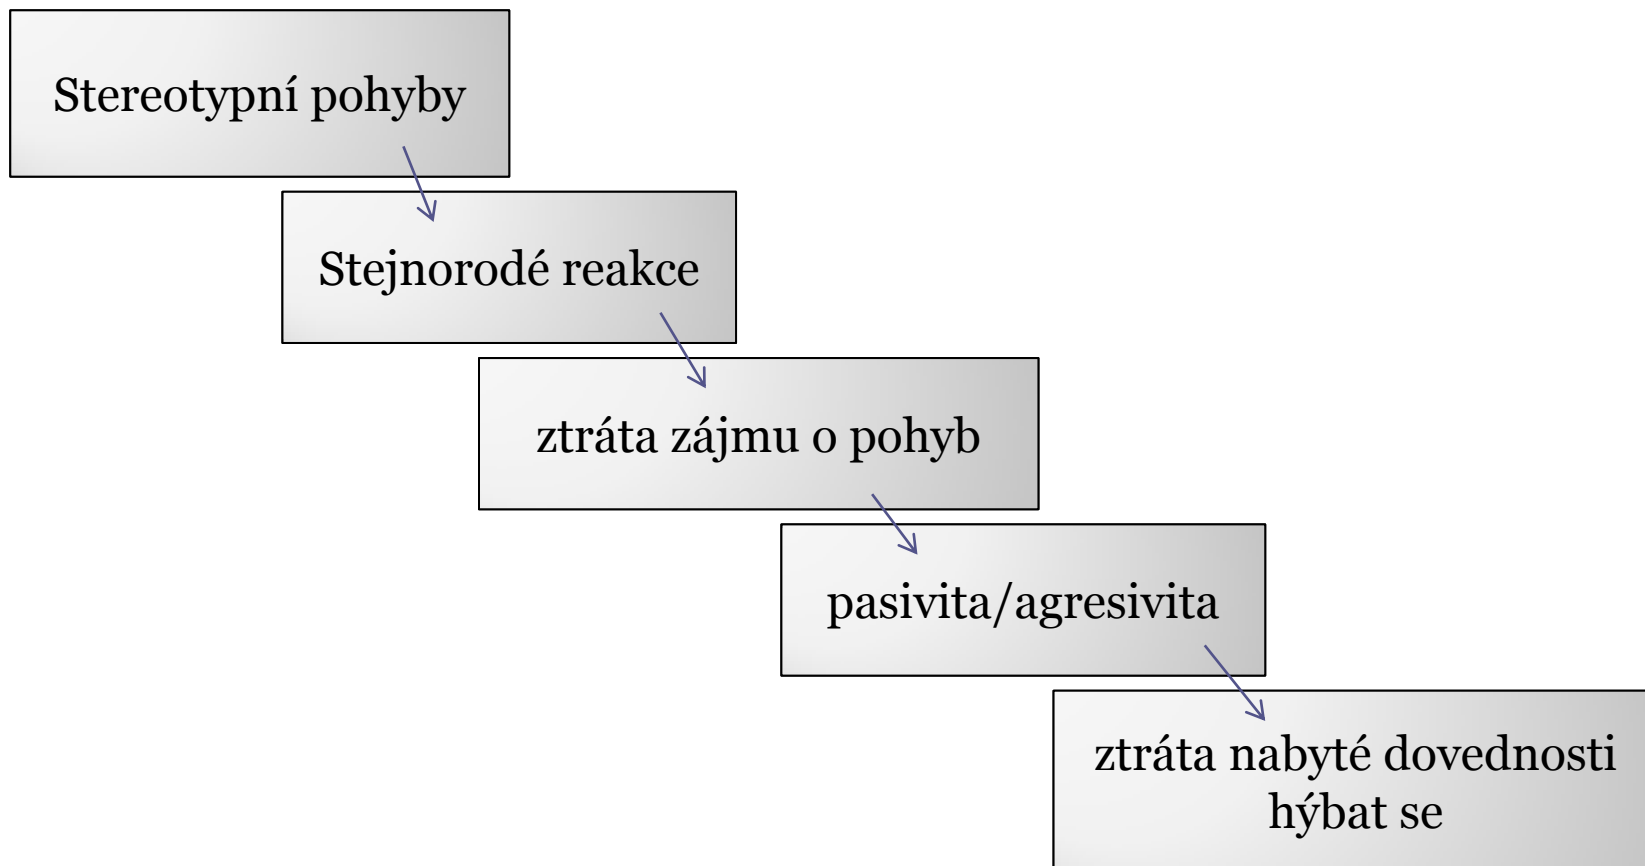 Stereotypní pohyby
Stejnorodé reakce
ztráta zájmu o pohyb
pasivita/agresivita
ztráta nabyté dovednosti
hýbat se